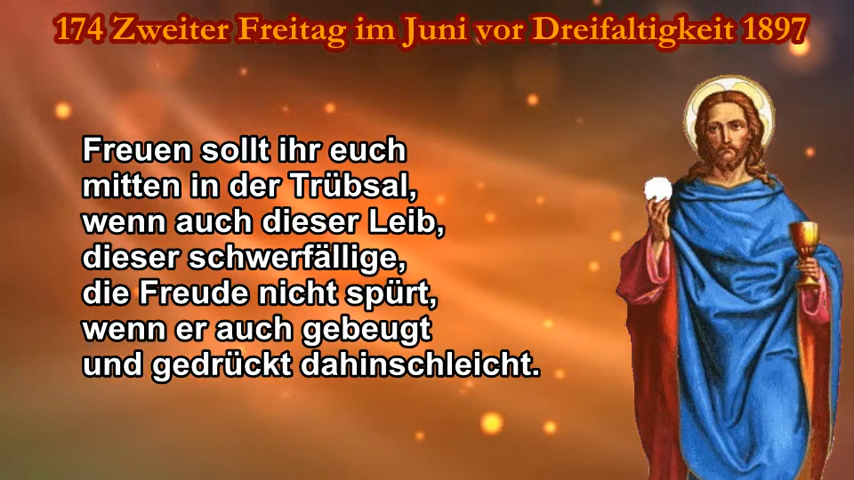 174 Zweiter Freitag im Juni vor Dreifaltigkeit 1897
Freuen sollt ihr euch
mitten in der Trübsal,
wenn auch dieser Leib,
dieser schwerfällige,
die Freude nicht spürt,
wenn er auch gebeugt
und gedrückt dahinschleicht.